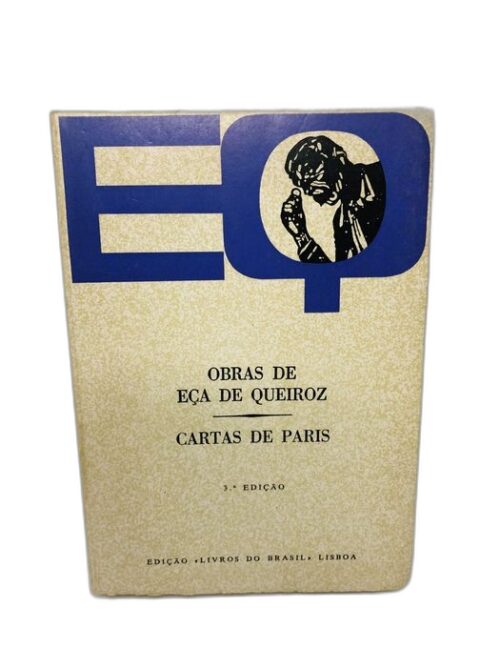 EQ
OBRAS DE
EÇA DE QUEIROZ
CARTAS DE PARIS
3.ª EDIÇÃO
EDIÇÃO «LIVROS DO BRASIL» LISBOA